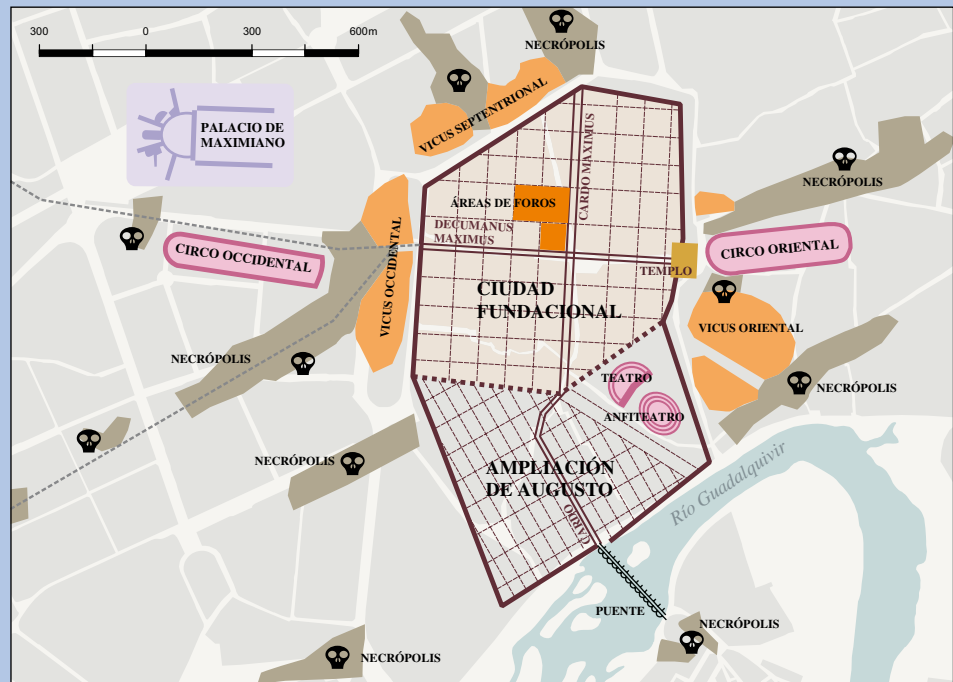 300
0
300
600m
NECRÓPOLIS
VICUS SEPTENTRIONAL
PALACIO DE
MAXIMIANO
CARDO MAXIMUS
NECRÓPOLIS
ÁREAS DE FOROS
DECUMANUS
MAXIMUS
CIRCO OCCIDENTAL
VICUS OCCIDENTAL
CIRCO ORIENTAL
TEMPLO
CIUDAD
FUNDACIONAL
VICUS ORIENTAL
NECRÓPOLIS
TEATRO
NECRÓPOLIS
ANFITEATRO
NECRÓPOLIS
AMPLIACIÓN
DE AUGUSTO
Río Guadalquivir
CARDO
PUENTE
NECRÓPOLIS
NECRÓPOLIS